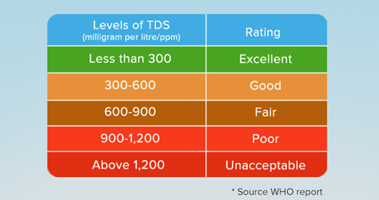 Levels of TDS
(milligram per litre/ppm)
Rating
Less than 300
Excellent
300-600
Good
600-900
Fair
900-1,200
Poor
Above 1,200
Unacceptable
* Source WHO report